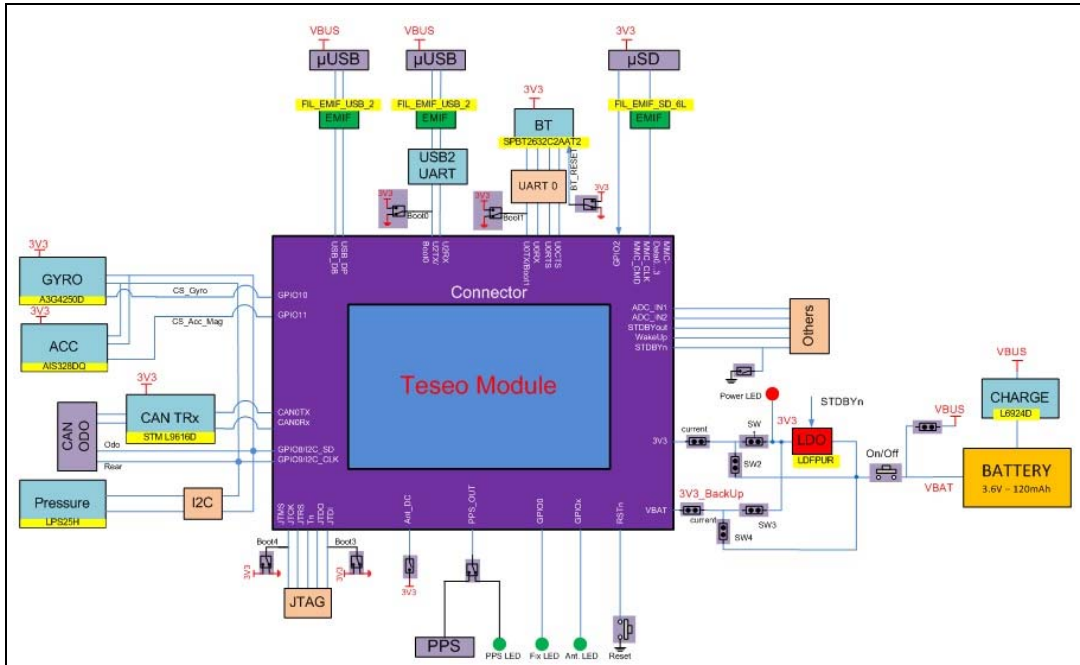 VBUS
VBUS
3V3
µUSB
µUSB
µSD
FIL_EMIF_USB_2
FIL_EMIF_USB_2
3V3
FIL_EMIF_SD_6L
EMIF
EMIF
BT
EMIF
SPBT2632C2AAT2
USB2
UART
UART 0
BT_RESET
3V3
3V3
3V3
Boot0
Boot1
USB_DB
USB_DP
Boot0
U2TX/
U2RX
U0TX/Boot1
U0RX
U0RTS
U0CTS
GPIO2
MMC_CMD
MMC_CLK
Data0...3
MMC-
3V3
GYRO
A3G4250D
CS_Gyro
GPIO10
Connector
3V3
ACC
AIS328DQ
CS_Acc_Mag
GPIO11
ADC_IN1
ADC_IN2
STDBYout
WakeUp
STDBYn
Others
Teseo Module
Power LED
STDBYn
VBUS
CHARGE
L6924D
3V3
CAN TRx
STM L9616D
CAN
ODO
Odo
Rear
CAN0TX
CAN0Rx
GPIO8/I2C_SD
GPIO9/I2C_CLK
3V3
current
SW
SW2
3V3
LDO
LDFPUR
On/Off
VBUS
VBAT
BATTERY
3.6V – 120mAh
Pressure
LPS25H
I2C
VBAT
3V3_BackUp
current
SW3
SW4
JTMS
JTCK
JTRS
Tn
JTDO
JTDI
Ant_DC
PPS_OUT
GPIO0
GPIOx
RSTn
Boot4
Boot3
3V3
3V3
3V3
JTAG
PPS
PPS LED
Fix LED
Ant. LED
Reset